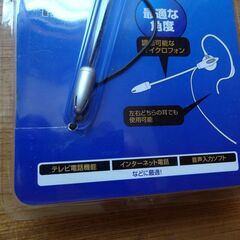 最適な
角度
可能な
マイクロフォン
左右どちらの耳でも
使用可能
テレビ電話機能
インターネット電話
音声入力ソフト
などに最適!